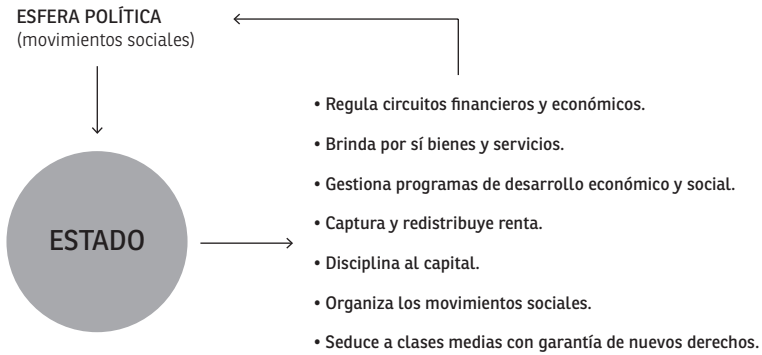 ESFERA POLÍTICA
(movimientos sociales)
ESTADO
• Regula circuitos financieros y económicos.
• Brinda por sí bienes y servicios.
• Gestiona programas de desarrollo económico y social.
• Captura y redistribuye renta.
• Disciplina al capital.
• Organiza los movimientos sociales.
• Seduce a clases medias con garantía de nuevos derechos.